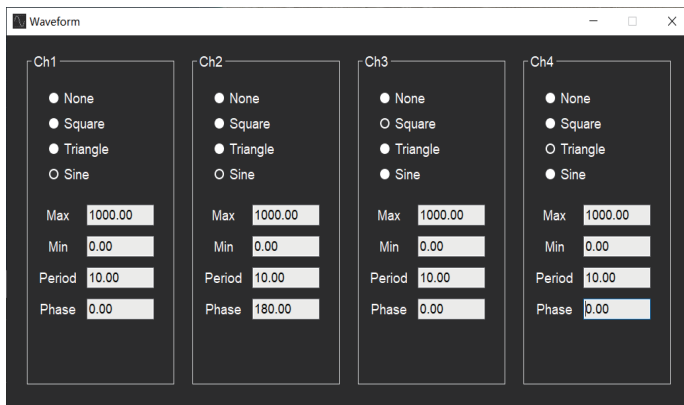 Waveform
Ch1
None
Square
Triangle
Sine
Max 1000.00
Min 0.00
Period 10.00
Phase 0.00
Ch2
None
Square
Triangle
Sine
Max 1000.00
Min 0.00
Period 10.00
Phase 180.00
Ch3
None
Square
Triangle
Sine
Max 1000.00
Min 0.00
Period 10.00
Phase 0.00
Ch4
None
Square
Triangle
Sine
Max 1000.00
Min 0.00
Period 10.00
Phase 0.00